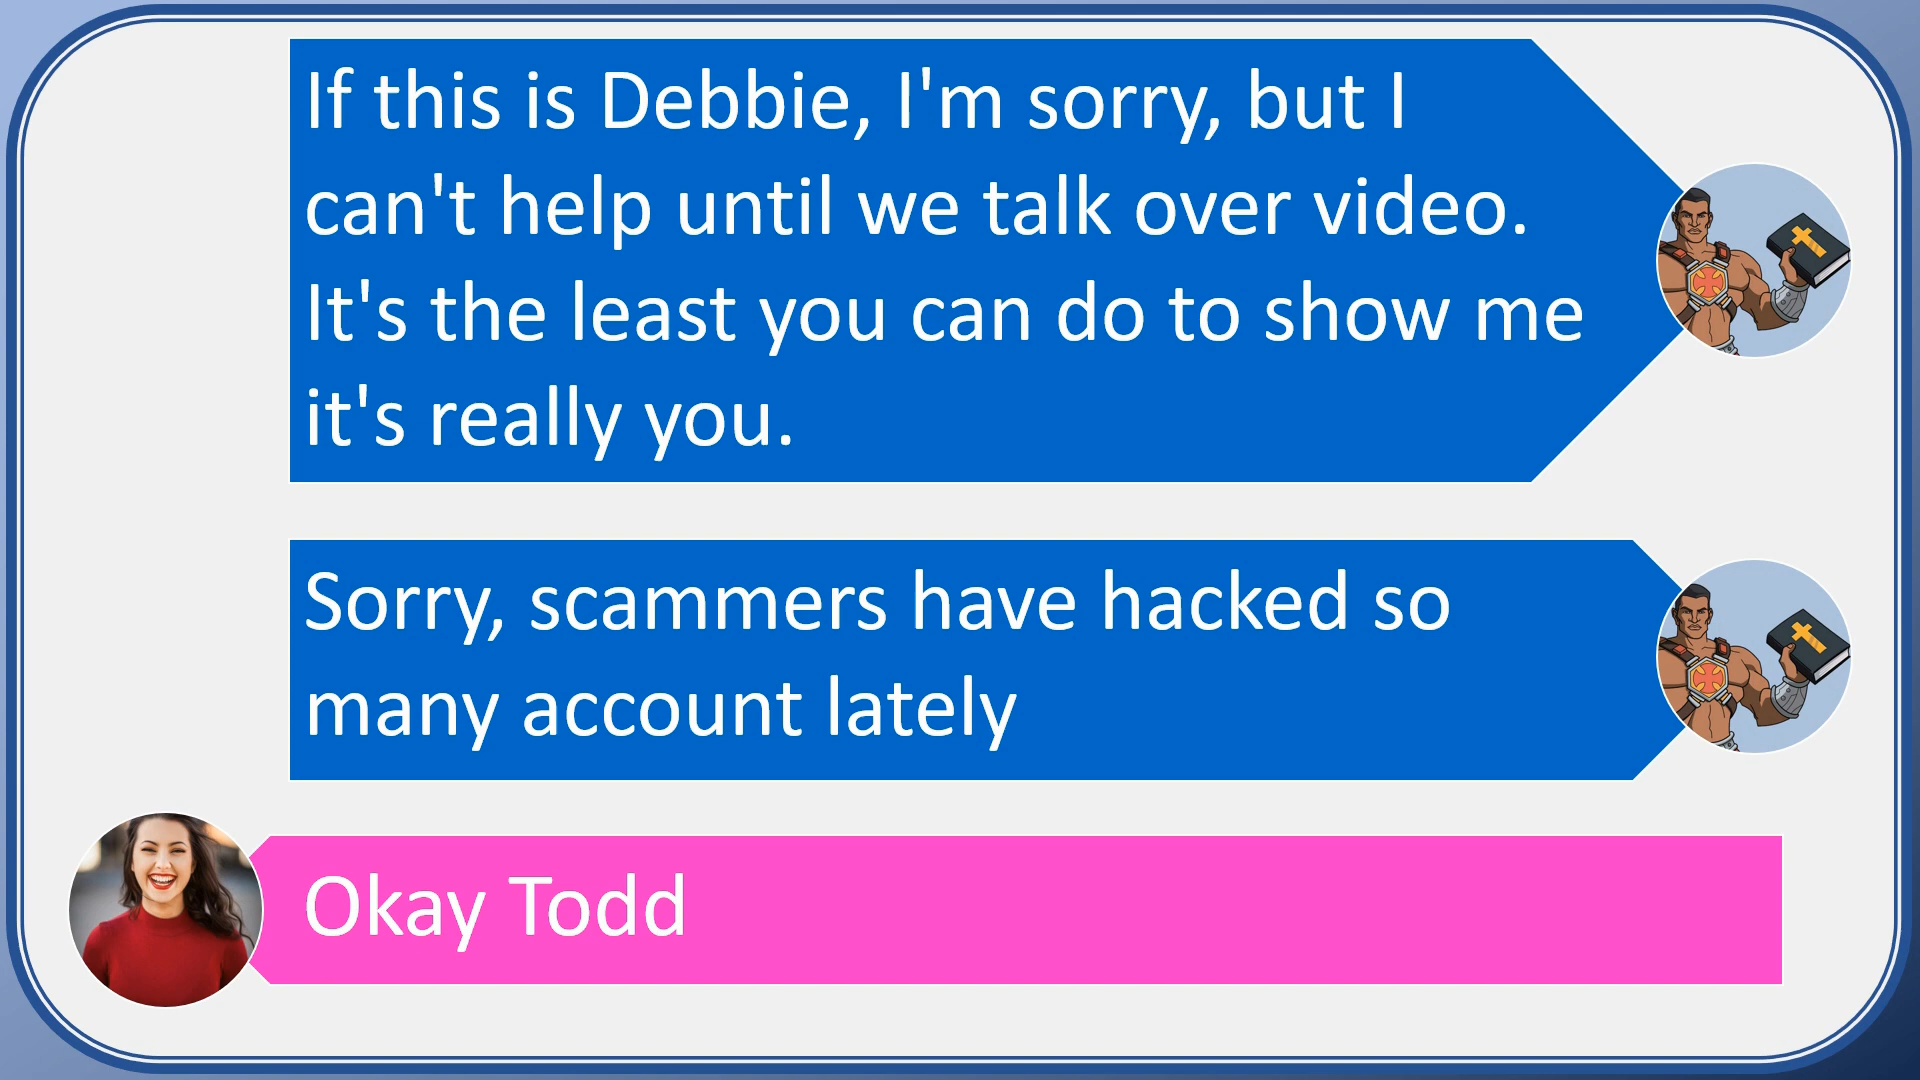 If this is Debbie, I'm sorry, but I
can't help until we talk over video.
It's the least you can do to show me
it's really you.
Sorry, scammers have hacked so
many account lately
Okay Todd